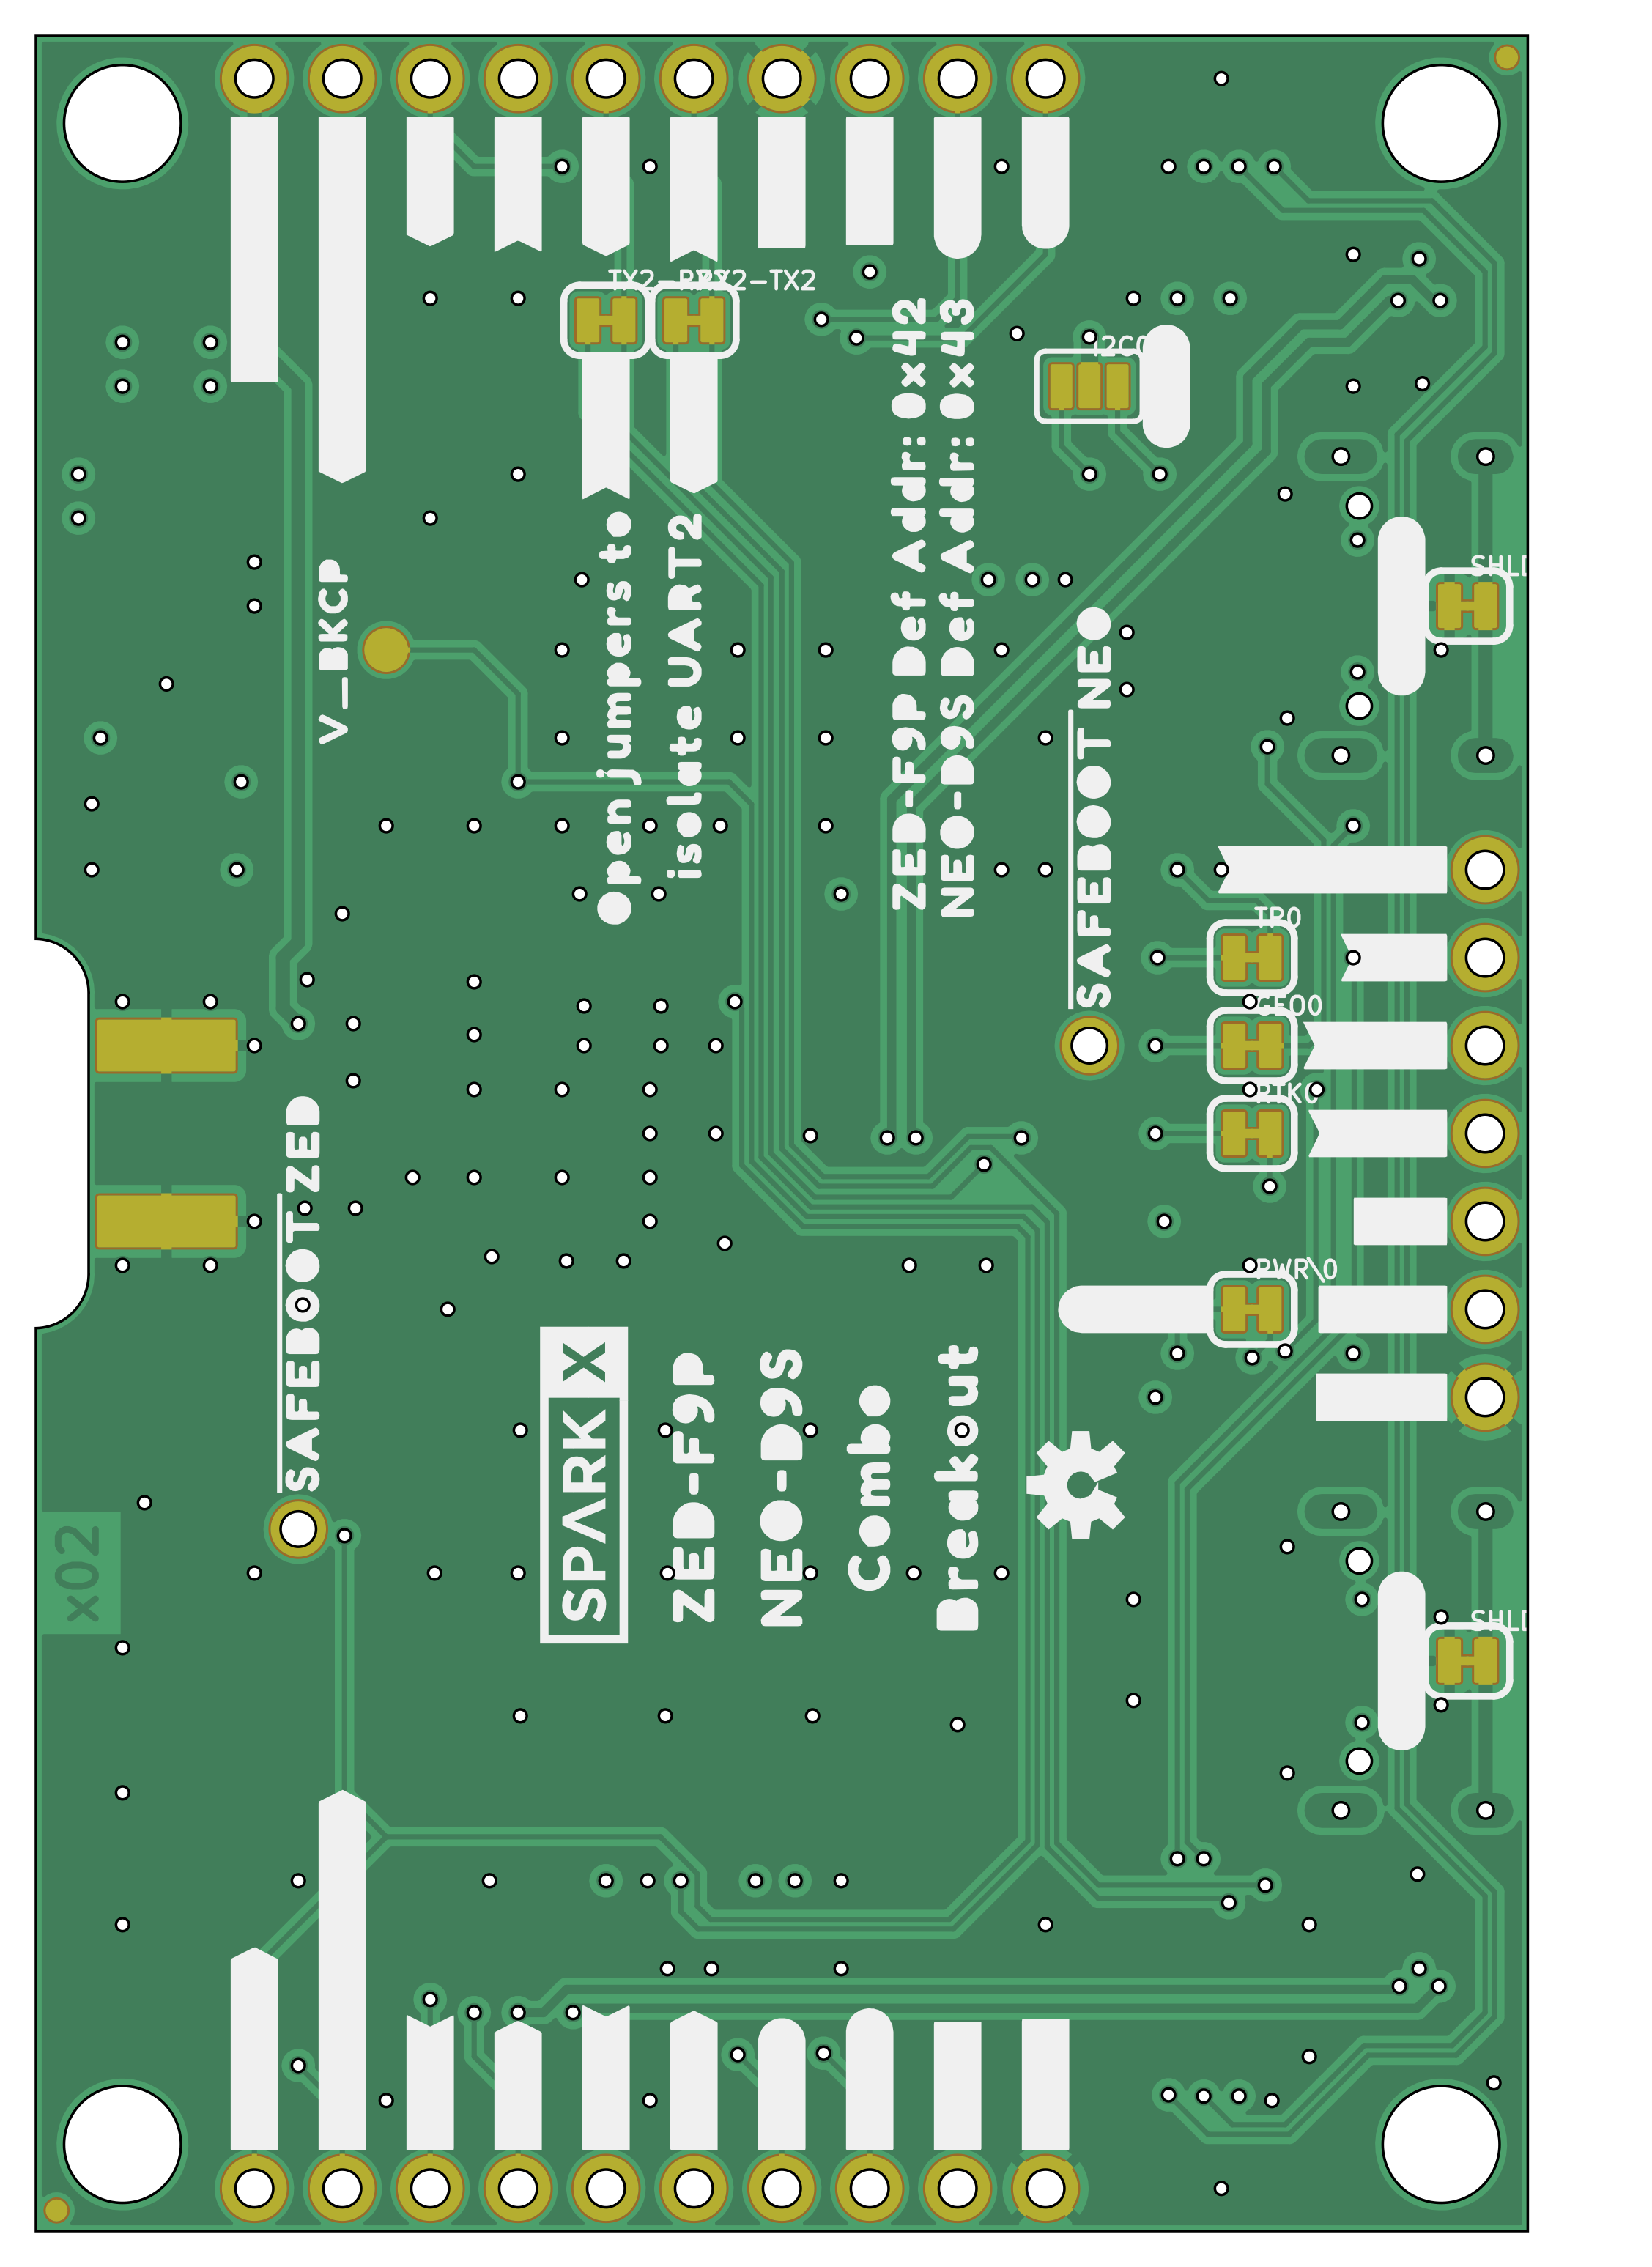 TX2-RX2
RX2-TX2
I2C0
ZED-F9P Def Addr: 0x42
NEO-D9S Def Addr: 0x43
Open jumpers to
isolate UART2
V_BKCP
SAFEBOOT NEO
SHLD
TP0
GEO0
RTK0
PWR\0
SAFEBOOT ZED
SPARK X
ZED-F9P
NEO-D9S
Combo
Breakout
x02
SHLD